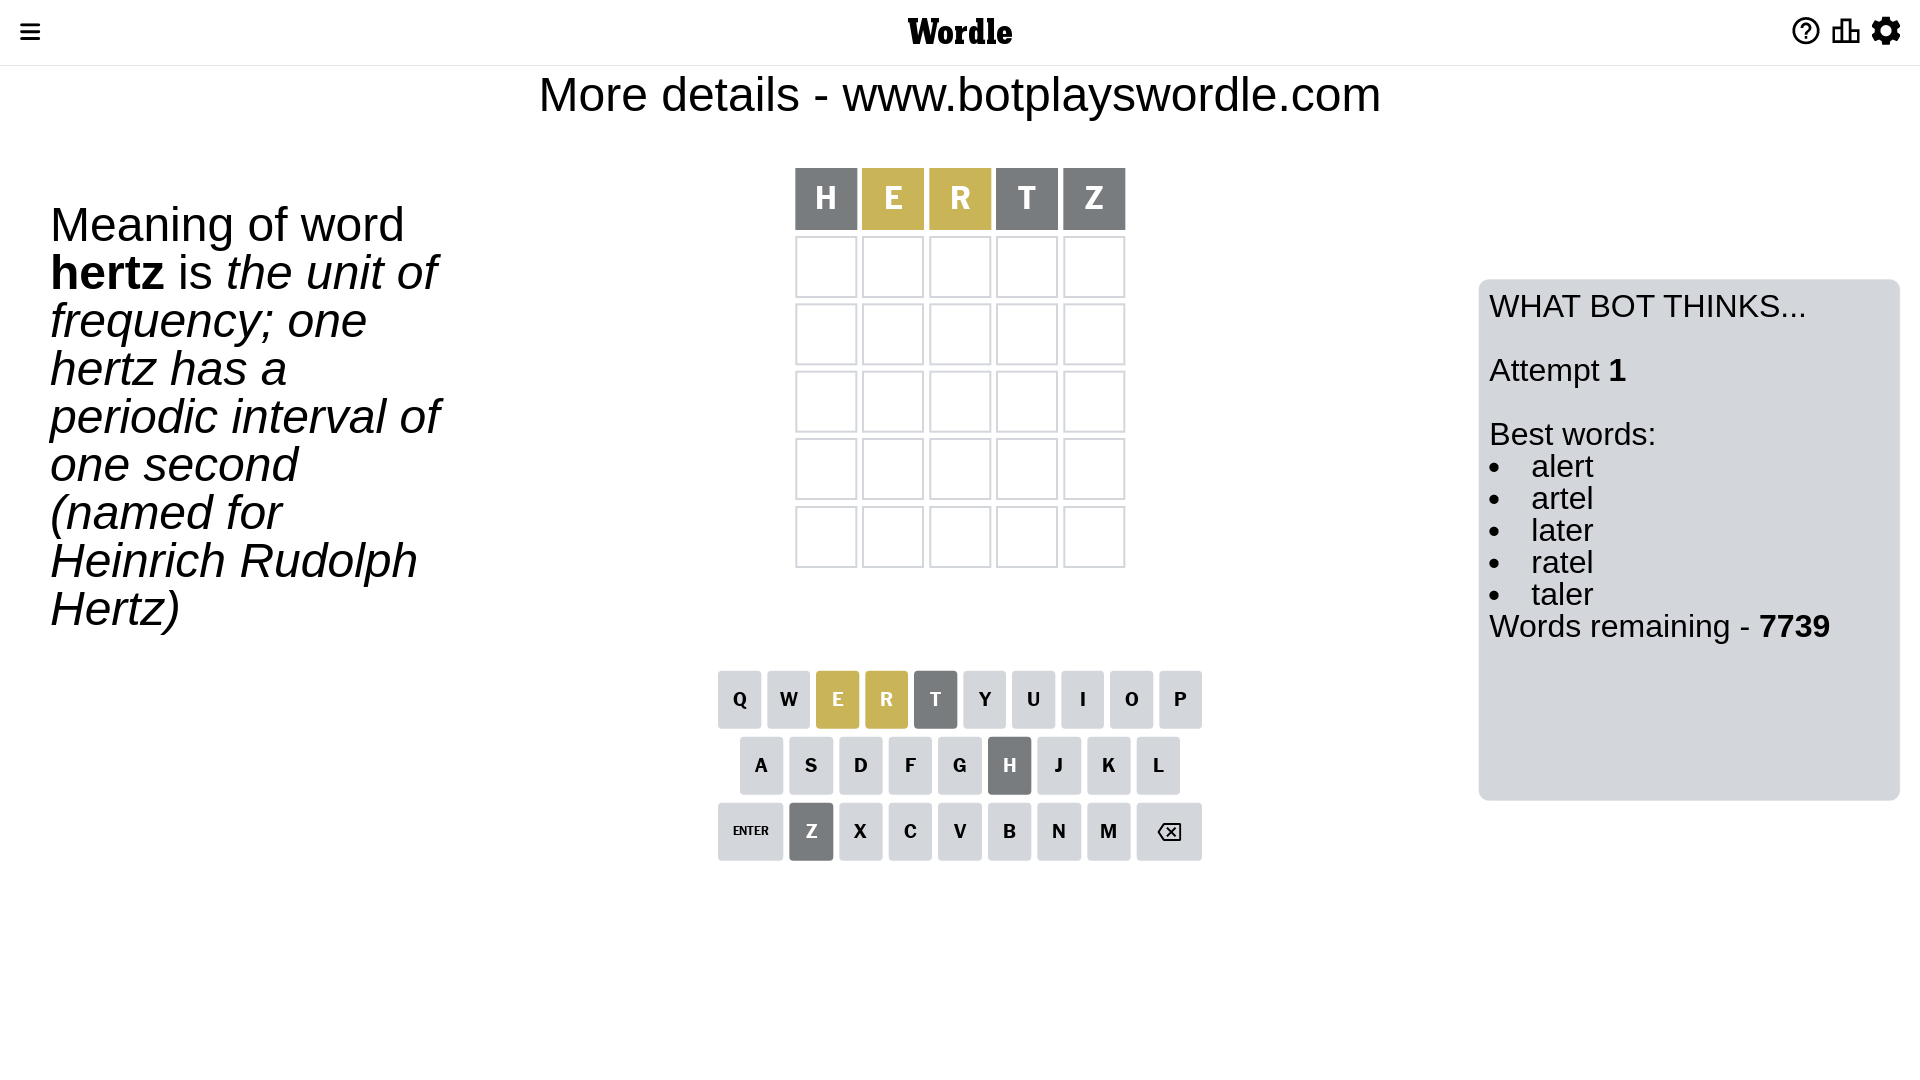 Wordle
More details - www.botplayswordle.com
Meaning of word
hertz is the unit of
frequency; one
hertz has a
periodic interval of
one second
(named for
Heinrich Rudolph
Hertz)
H E R T Z
WHAT BOT THINKS...
Attempt 1
Best words:
• alert
• artel
• later
• ratel
• taler
Words remaining - 7739
Q W E R T Y U I O P
A S D F G H J K L
ENTER Z X C V B N M